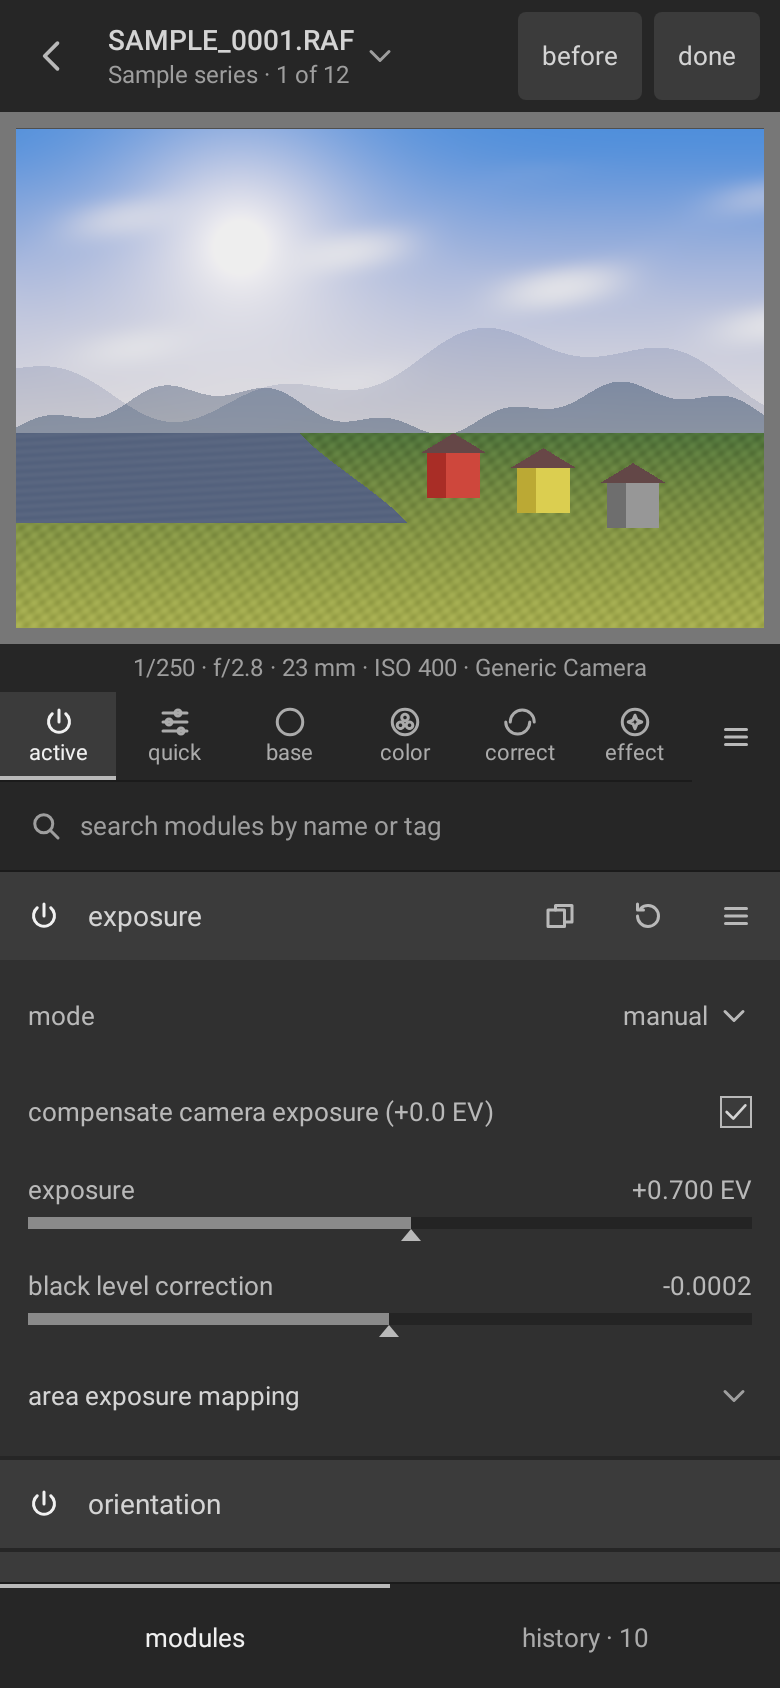 SAMPLE_0001.RAF
Sample series · 1 of 12
before
done
1/250 · f/2.8 · 23 mm · ISO 400 · Generic Camera
active
quick
base
color
correct
effect
search modules by name or tag
exposure
mode
manual
compensate camera exposure (+0.0 EV)
exposure
+0.700 EV
black level correction
-0.0002
area exposure mapping
orientation
modules
history · 10